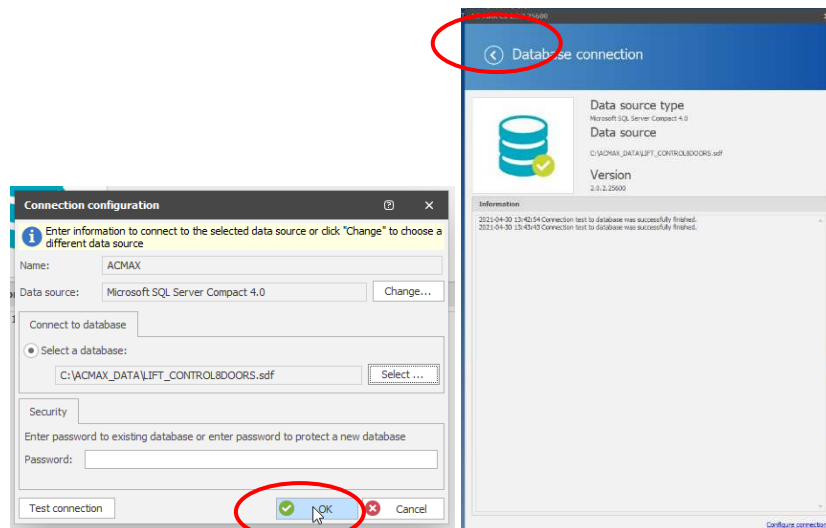 Connection configuration
Enter information to connect to the selected data source or click "Change" to choose a
different data source
Name: ACMAX
Data source: Microsoft SQL Server Compact 4.0 Change...
Connect to database
Select a database:
C:\ACMAX_DATA\LIFT_CONTROL8DOORS.sdf Select ...
Security
Enter password to existing database or enter password to protect a new database
Password:
Test connection OK Cancel
Database connection
Data source type
Microsoft SQL Server Compact 4.0
Data source
C:\ACMAX_DATA\LIFT_CONTROL8DOORS.sdf
Version
2.0.2.25600
Information
2021-04-30 13:42:54 Connection test to database was successfully finished.
2021-04-30 13:43:43 Connection test to database was successfully finished.
Configure connection